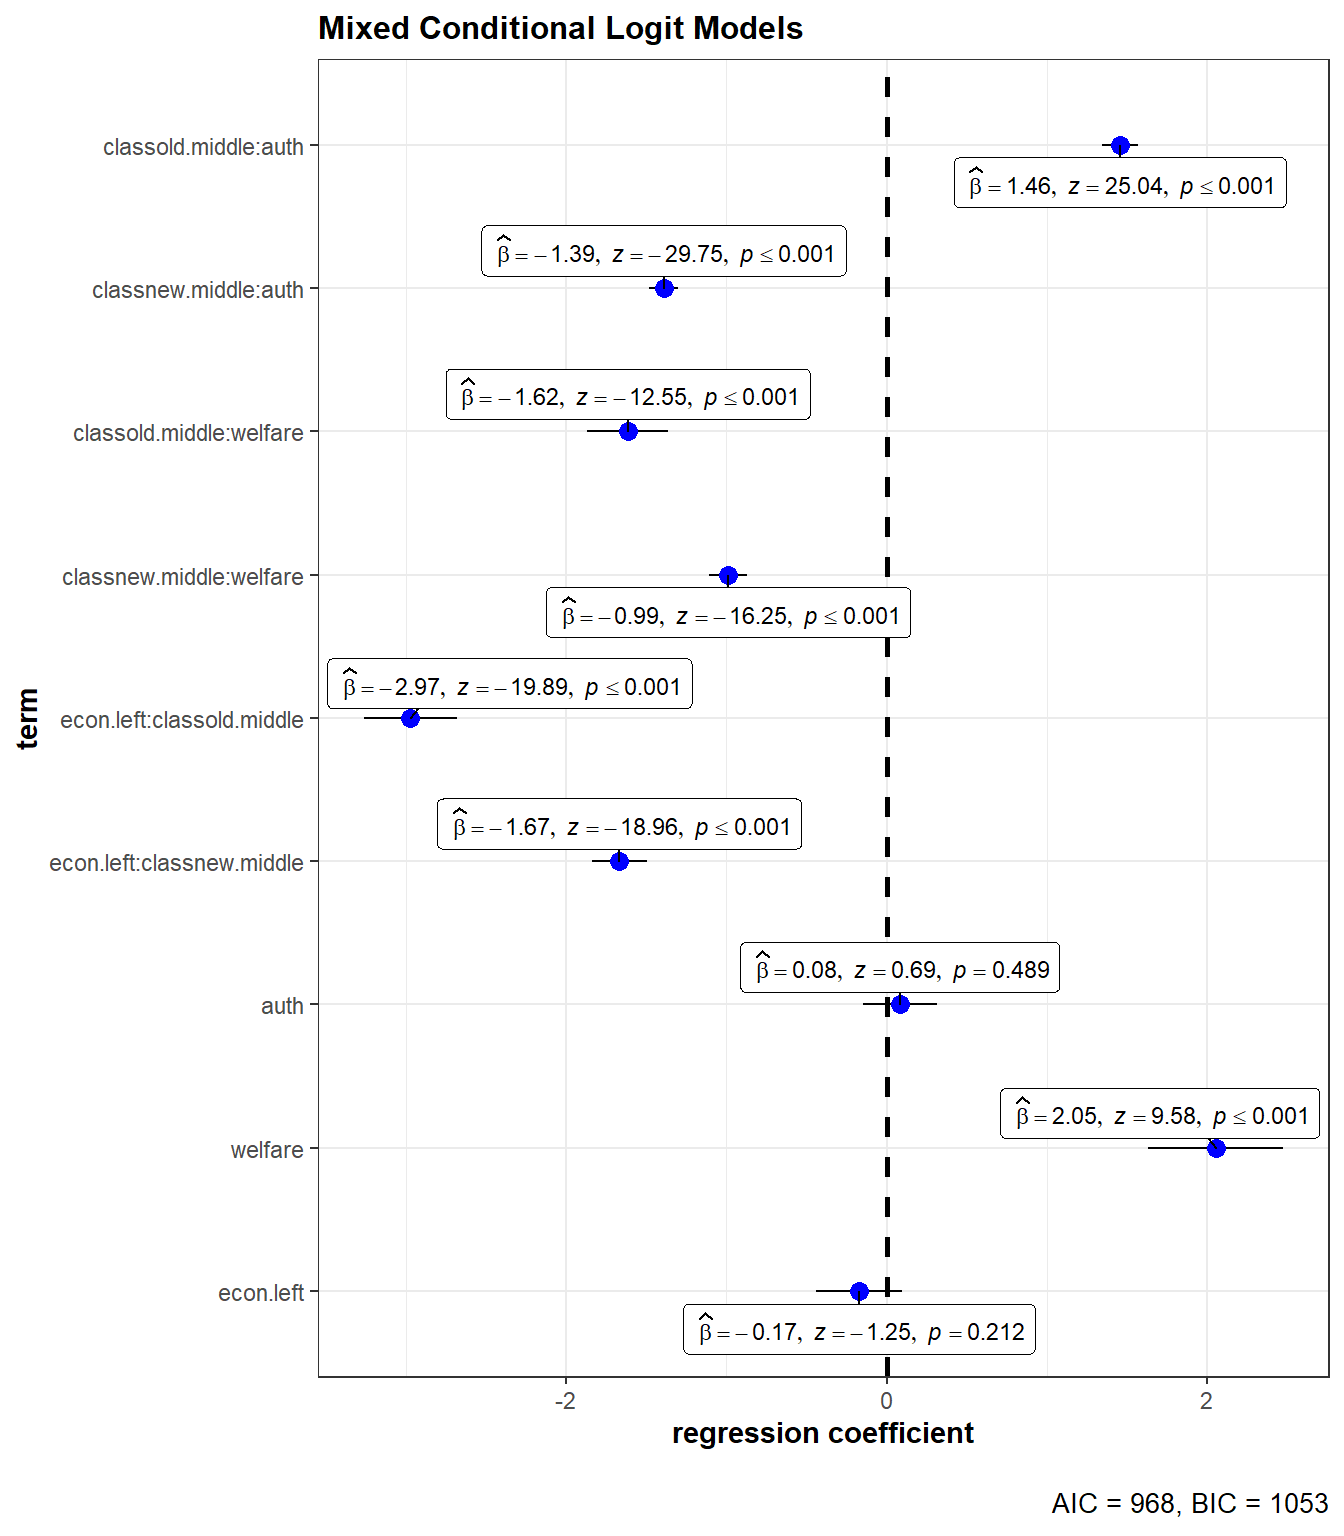 Mixed Conditional Logit Models
classold.middle:auth
β̂ = 1.46, z = 25.04, p ≤ 0.001
β̂ = −1.39, z = −29.75, p ≤ 0.001
classnew.middle:auth
β̂ = −1.62, z = −12.55, p ≤ 0.001
classold.middle:welfare
classnew.middle:welfare
β̂ = −0.99, z = −16.25, p ≤ 0.001
β̂ = −2.97, z = −19.89, p ≤ 0.001
term
econ.left:classold.middle
β̂ = −1.67, z = −18.96, p ≤ 0.001
econ.left:classnew.middle
β̂ = 0.08, z = 0.69, p = 0.489
auth
β̂ = 2.05, z = 9.58, p ≤ 0.001
welfare
econ.left
β̂ = −0.17, z = −1.25, p = 0.212
-2 0 2
regression coefficient
AIC = 968, BIC = 1053